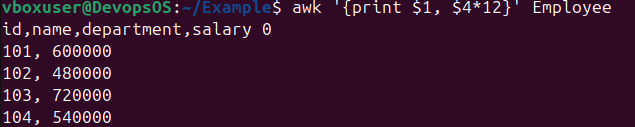 vboxuser@DevopsOS:~/Example$ awk '{print $1, $4*12}' Employee
id,name,department,salary 0
101, 600000
102, 480000
103, 720000
104, 540000